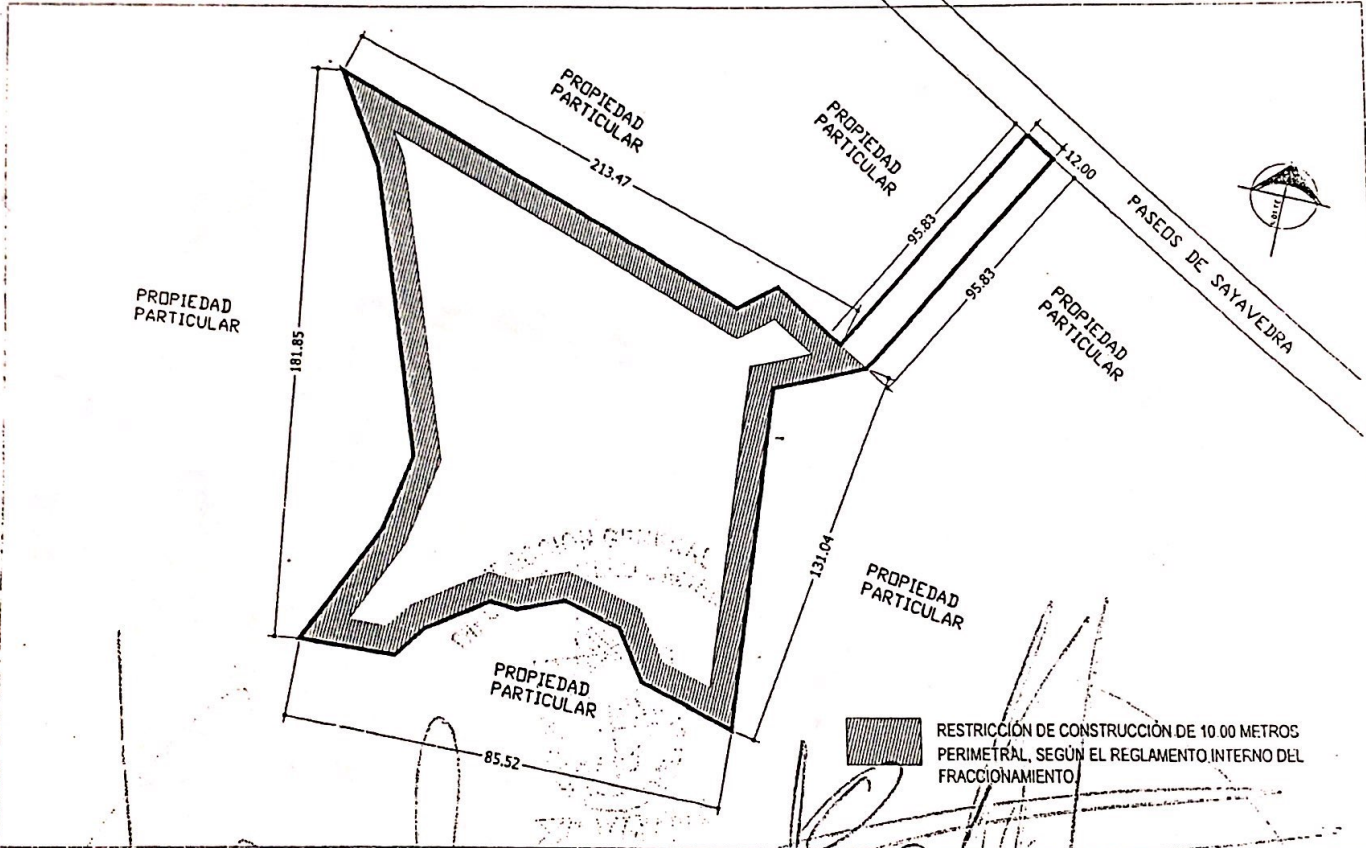 PROPIEDAD
PARTICULAR
213.47
PROPIEDAD
PARTICULAR
12.00
95.83
95.83
PASEOS DE SAYAVEDRA
PROPIEDAD
PARTICULAR
PROPIEDAD
PARTICULAR
181.85
131.04
PROPIEDAD
PARTICULAR
PROPIEDAD
PARTICULAR
85.52
RESTRICCIÓN DE CONSTRUCCIÓN DE 10.00 METROS
PERIMETRAL, SEGÚN EL REGLAMENTO INTERNO DEL
FRACCIONAMIENTO.